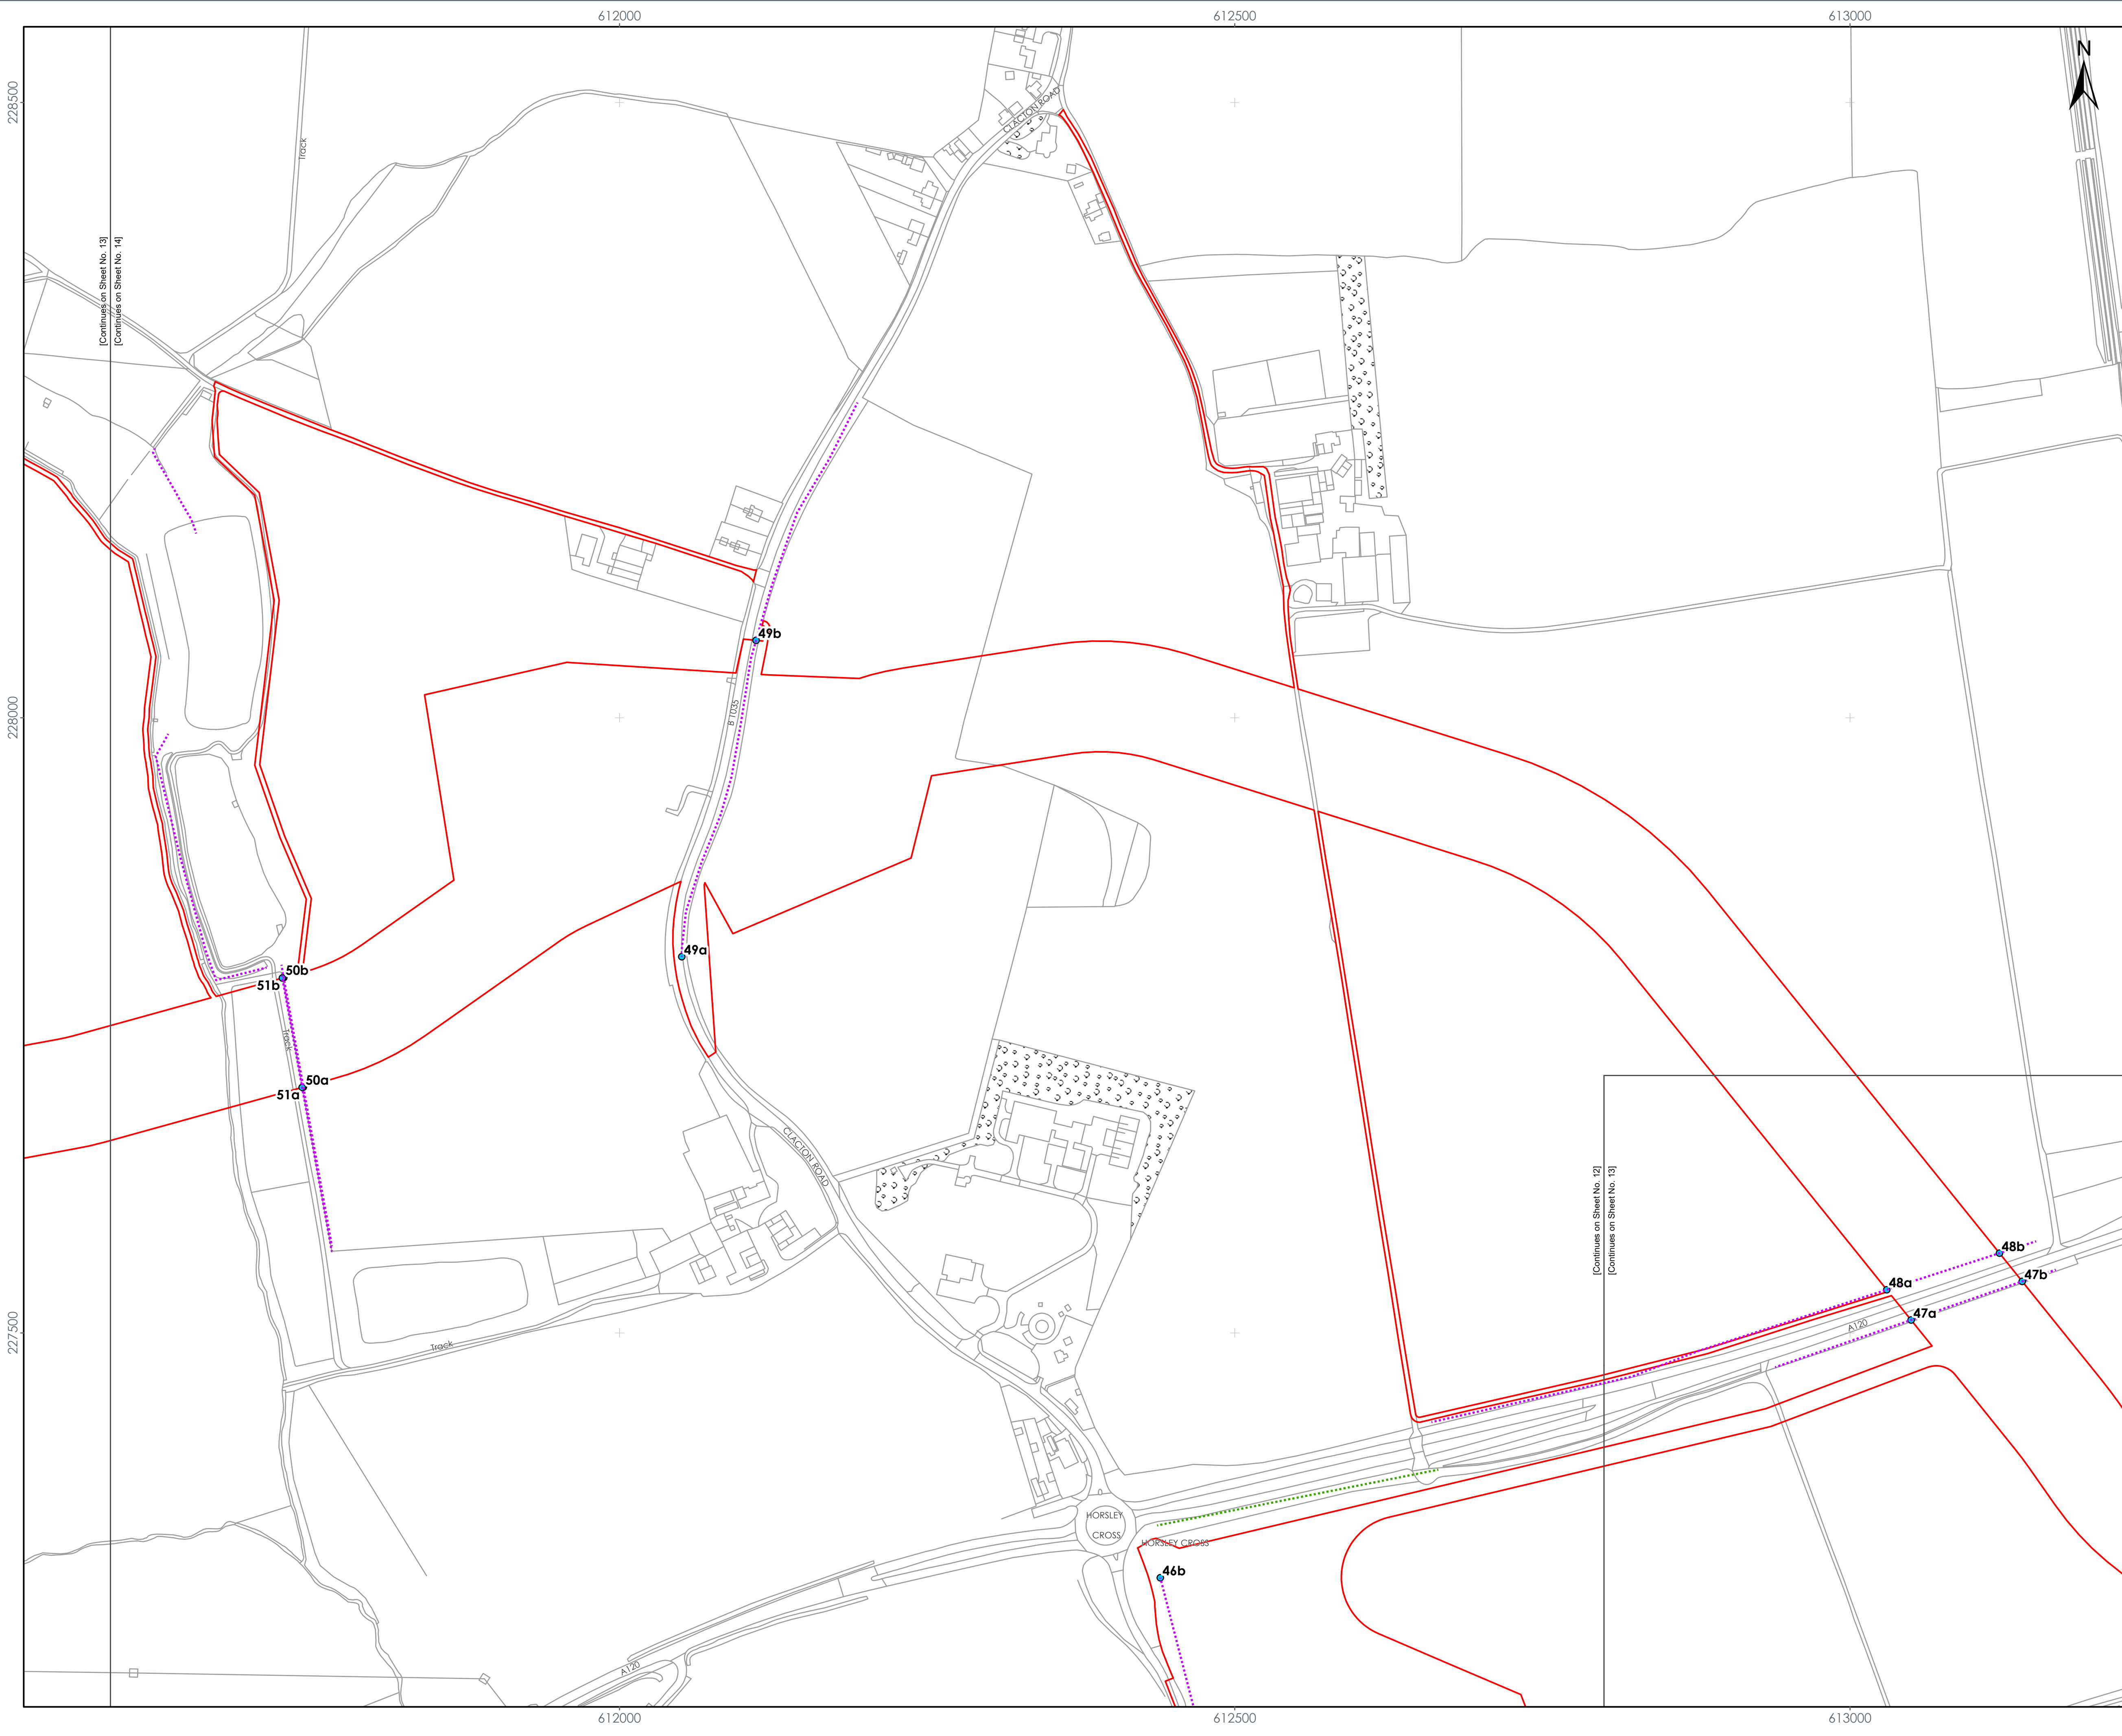 612000
612500
613000
N
228500
CLACTON ROAD
Track
[Continues on Sheet No. 13]
[Continues on Sheet No. 14]
49b
228000
B 1035
49a
50b
51b
Track
50a
51a
CLACTON ROAD
[Continues on Sheet No. 12]
[Continues on Sheet No. 13]
48b
47b
48a
47a
A120
227500
Track
HORSLEY
CROSS
HORSLEY CROSS
46b
A120
612000
612500
613000